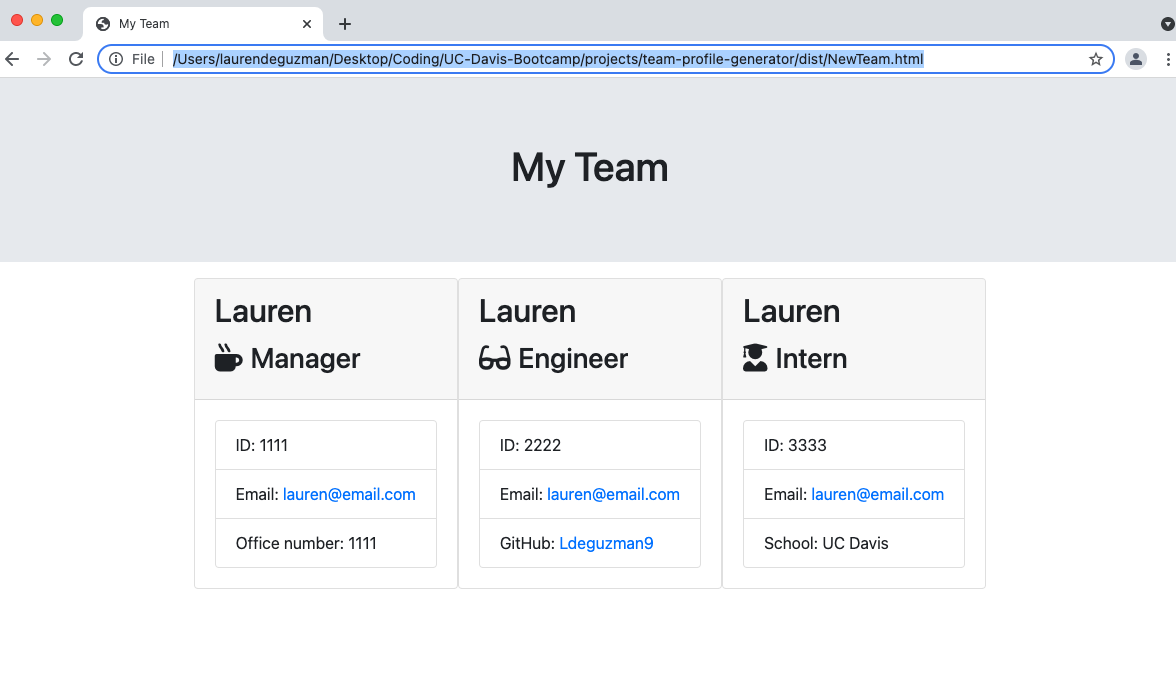 My Team
File /Users/laurendeguzman/Desktop/Coding/UC-Davis-Bootcamp/projects/team-profile-generator/dist/NewTeam.html
My Team
Lauren
Manager
ID: 1111
Email: lauren@email.com
Office number: 1111
Lauren
Engineer
ID: 2222
Email: lauren@email.com
GitHub: Ldeguzman9
Lauren
Intern
ID: 3333
Email: lauren@email.com
School: UC Davis